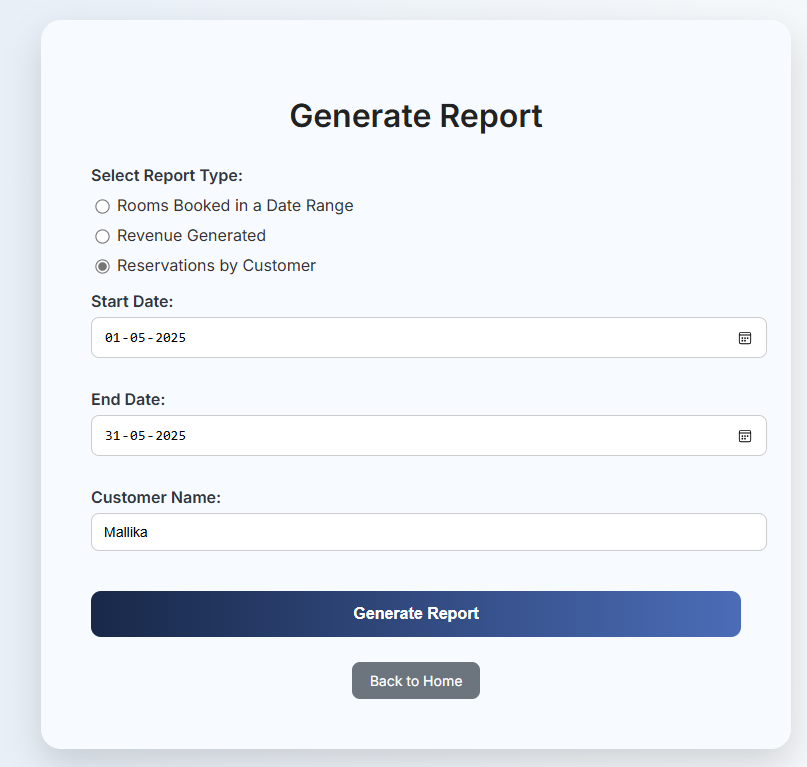 Generate Report
Select Report Type:
Rooms Booked in a Date Range
Revenue Generated
Reservations by Customer
Start Date:
01-05-2025
End Date:
31-05-2025
Customer Name:
Mallika
Generate Report
Back to Home